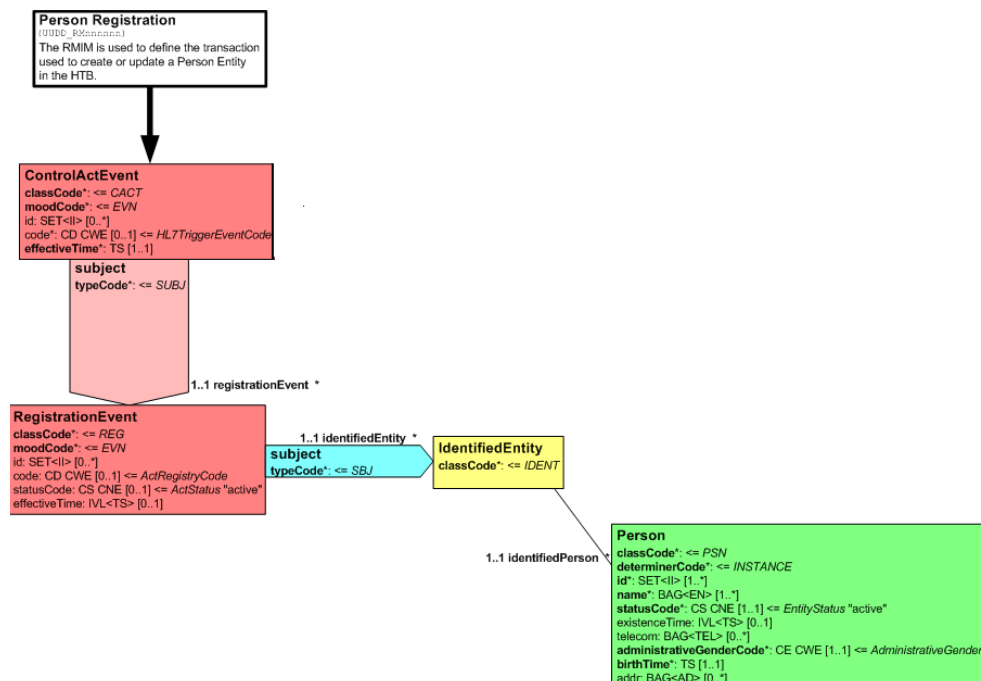 Person Registration
(UUDD_RMnnnnnn)
The RMIM is used to define the transaction
used to create or update a Person Entity
in the HTB.
ControlActEvent
classCode*: <= CACT
moodCode*: <= EVN
id: SET<II> [0..*]
code*: CD CWE [0..1] <= HL7TriggerEventCode
effectiveTime*: TS [1..1]
subject
typeCode*: <= SUBJ
1..1 registrationEvent *
RegistrationEvent
classCode*: <= REG
moodCode*: <= EVN
id: SET<II> [0..*]
code: CD CWE [0..1] <= ActRegistryCode
statusCode: CS CNE [0..1] <= ActStatus "active"
effectiveTime: IVL<TS> [0..1]
1..1 identifiedEntity *
subject
typeCode*: <= SBJ
IdentifiedEntity
classCode*: <= IDENT
1..1 identifiedPerson *
Person
classCode*: <= PSN
determinerCode*: <= INSTANCE
id*: SET<II> [1..*]
name*: BAG<EN> [1..*]
statusCode*: CS CNE [1..1] <= EntityStatus "active"
existenceTime: IVL<TS> [0..1]
telecom: BAG<TEL> [0..*]
administrativeGenderCode*: CE CWE [1..1] <= AdministrativeGender
birthTime*: TS [1..1]
addr: BAG<AD> [0..*]